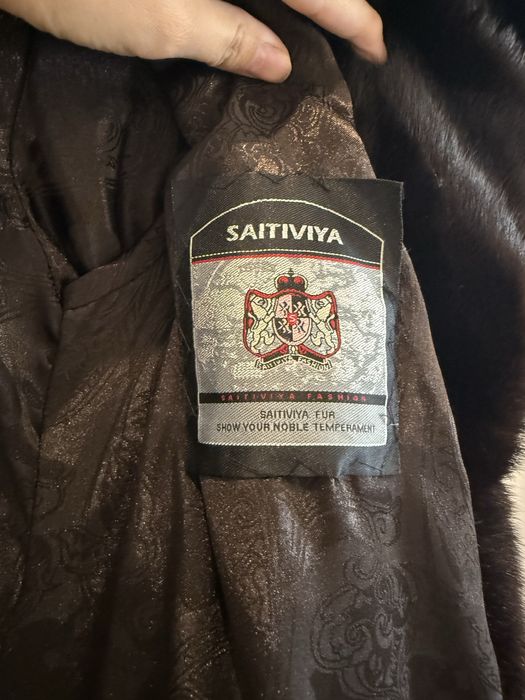 SAITIVIYA
S
SAITIVIYA FASHION
SAITIVIYA FASHION
SAITIVIYA FUR
SHOW YOUR NOBLE TEMPERAMENT